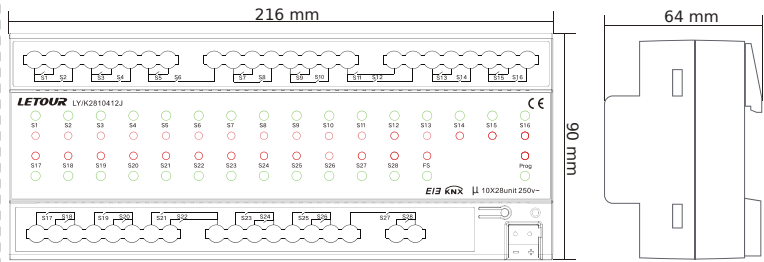 216 mm
64 mm
S1 S2 S3 S4 S5 S6 S7 S8 S9 S10 S11 S12 S13 S14 S15 S16
LETOUR LY/K2810412J CE
S1 S2 S3 S4 S5 S6 S7 S8 S9 S10 S11 S12 S13 S14 S15 S16
90 mm
S17 S18 S19 S20 S21 S22 S23 S24 S25 S26 S27 S28 FS Prog
EIB KNX μ 10X28unit 250v~
S17 S18 S19 S20 S21 S22 S23 S24 S25 S26 S27 S28
- +